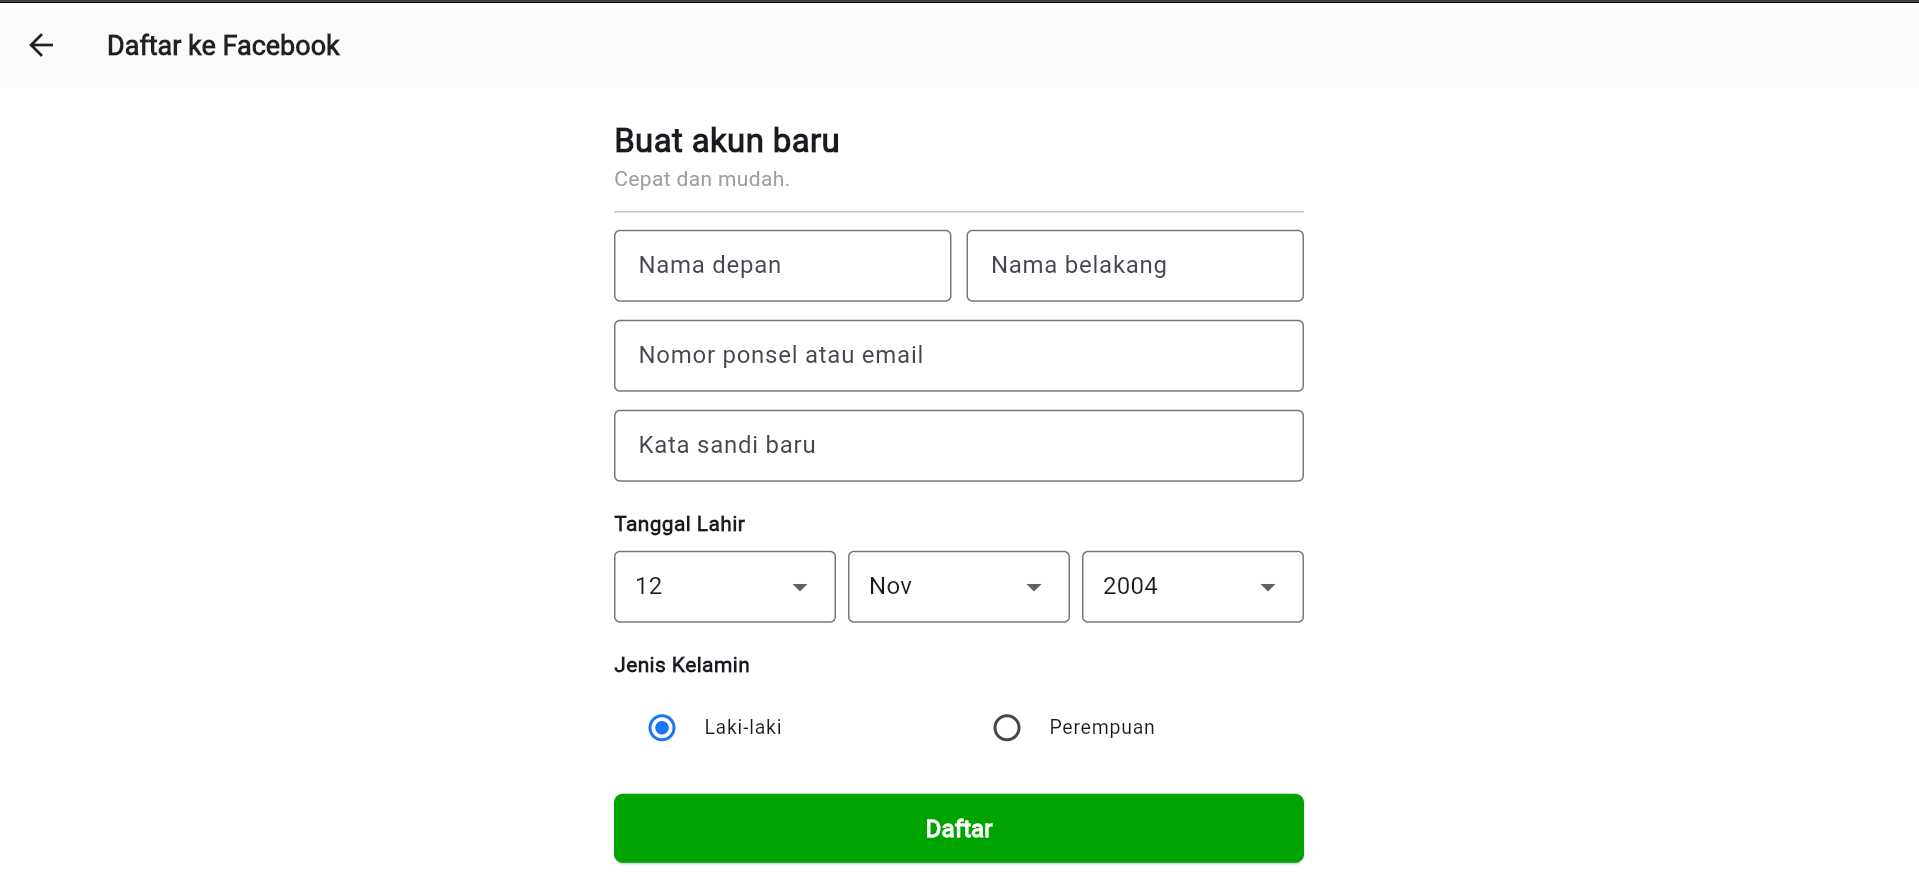 Daftar ke Facebook
Buat akun baru
Cepat dan mudah.
Nama depan Nama belakang
Nomor ponsel atau email
Kata sandi baru
Tanggal Lahir
12 Nov 2004
Jenis Kelamin
Laki-laki Perempuan
Daftar